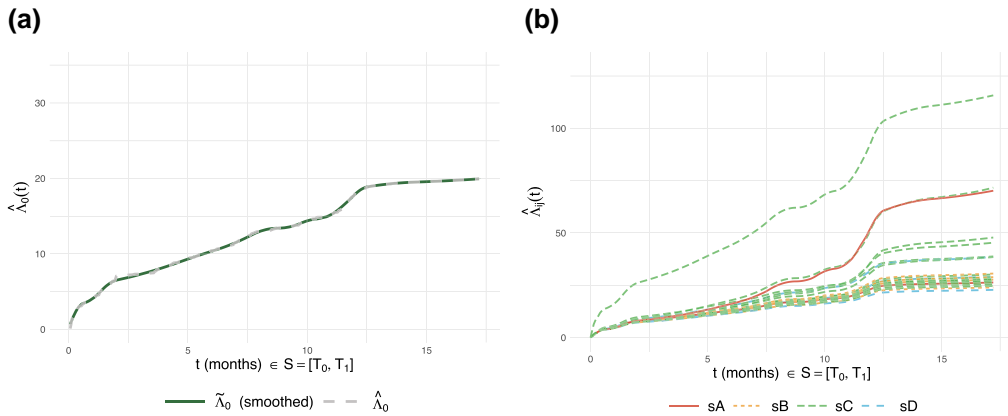 (a)
30
20
10
0
Λ̂₀(t)
0
5
10
15
t (months) ∈ S = [T₀, T₁]
Λ̃₀ (smoothed)
Λ̂₀
(b)
100
50
0
Λ̂ᵢⱼ(t)
0
5
10
15
t (months) ∈ S = [T₀, T₁]
sA
sB
sC
sD